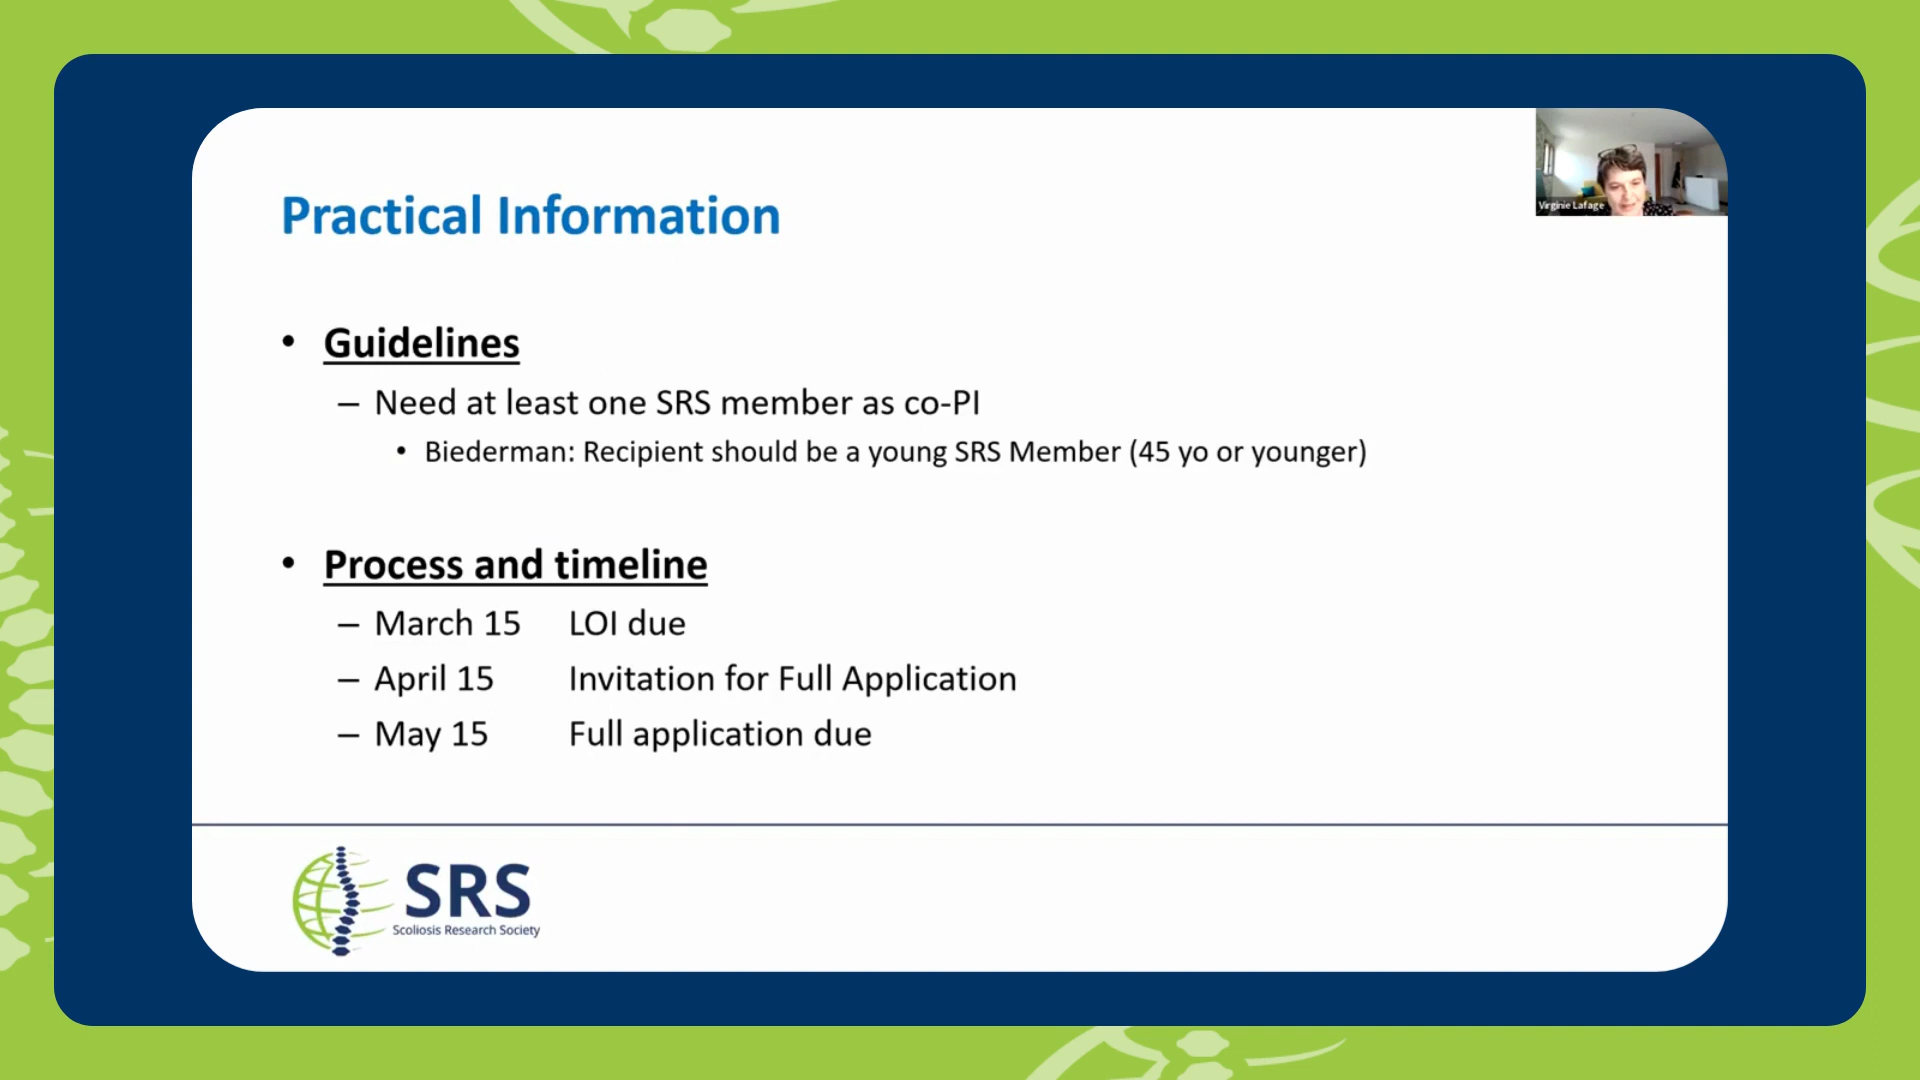 Practical Information
Virginie Lafage
• Guidelines
– Need at least one SRS member as co-PI
• Biederman: Recipient should be a young SRS Member (45 yo or younger)
• Process and timeline
– March 15 LOI due
– April 15 Invitation for Full Application
– May 15 Full application due
SRS
Scoliosis Research Society